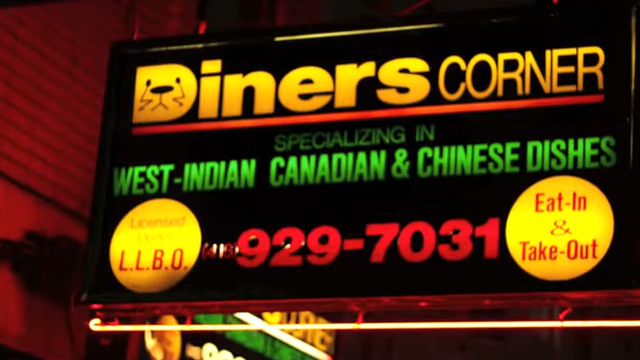 Diners CORNER
SPECIALIZING IN
WEST-INDIAN CANADIAN & CHINESE DISHES
Licensed
L.L.B.O.
929-7031
Eat-In
&
Take-Out